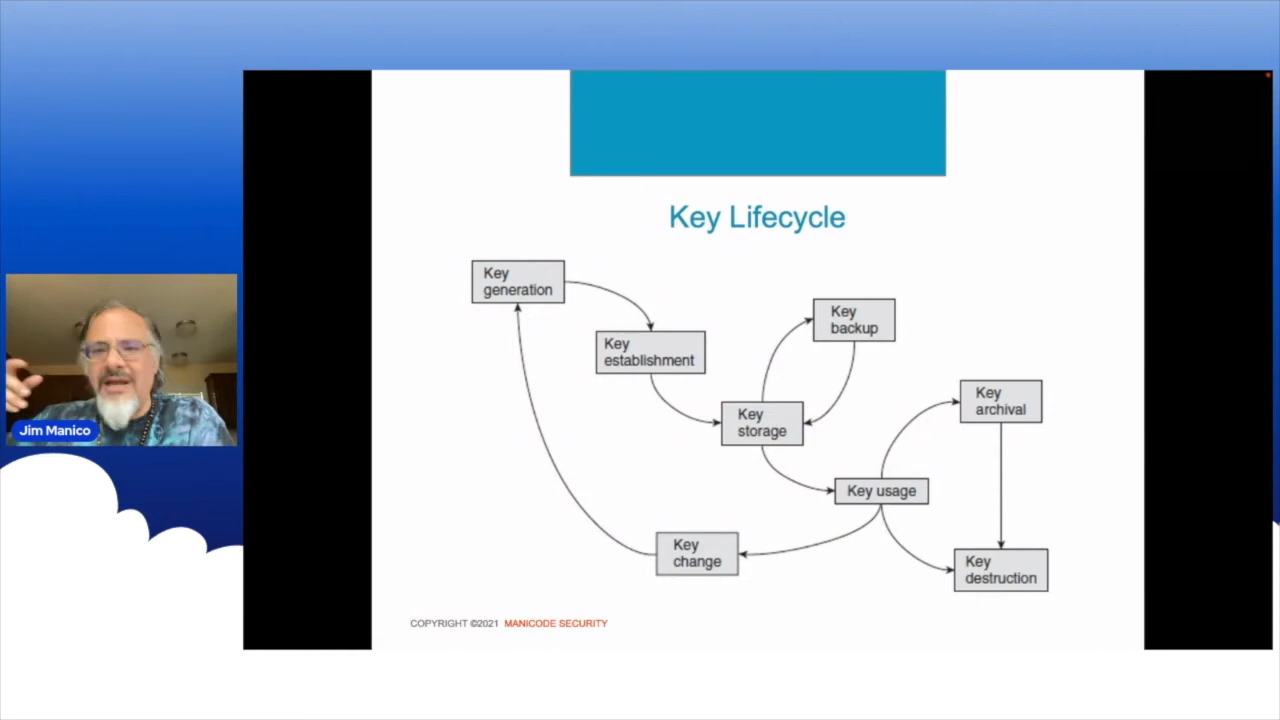 Key Lifecycle
Key
generation
Key
establishment
Key
backup
Key
storage
Key
archival
Key usage
Key
change
Key
destruction
Jim Manico
COPYRIGHT ©2021 MANICODE SECURITY